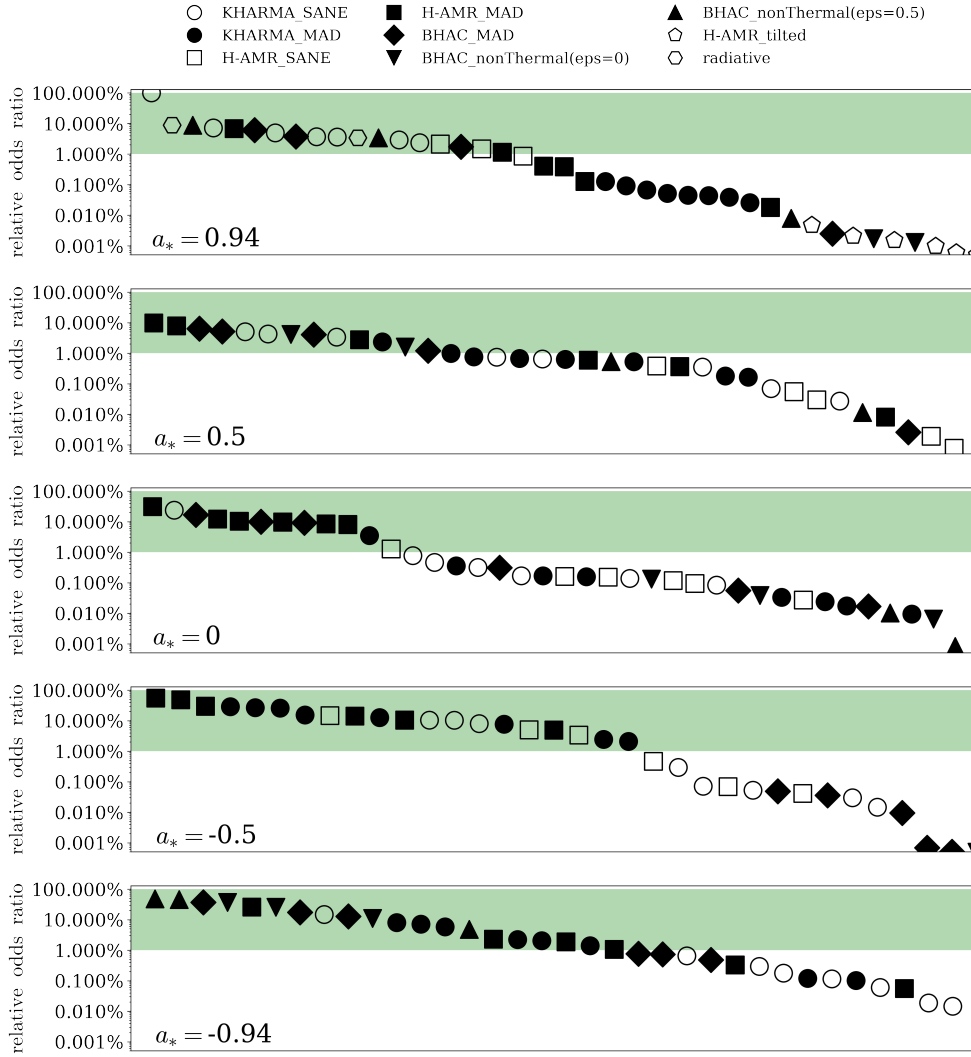 KHARMA_SANE H-AMR_MAD BHAC_nonThermal(eps=0.5)
KHARMA_MAD BHAC_MAD H-AMR_tilted
H-AMR_SANE BHAC_nonThermal(eps=0) radiative
relative odds ratio
100.000%
10.000%
1.000%
0.100%
0.010%
0.001%
a* = 0.94
relative odds ratio
100.000%
10.000%
1.000%
0.100%
0.010%
0.001%
a* = 0.5
relative odds ratio
100.000%
10.000%
1.000%
0.100%
0.010%
0.001%
a* = 0
relative odds ratio
100.000%
10.000%
1.000%
0.100%
0.010%
0.001%
a* = -0.5
relative odds ratio
100.000%
10.000%
1.000%
0.100%
0.010%
0.001%
a* = -0.94